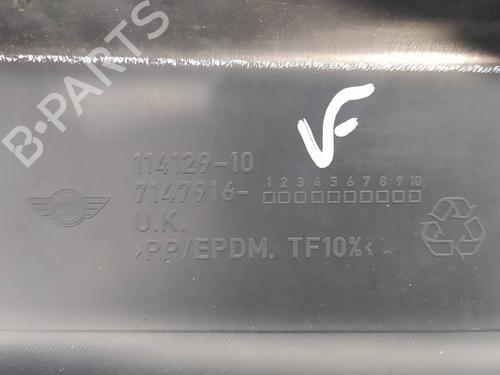 B-PARTS
VF
114129-10
7147916- 1 2 3 4 5 6 7 8 9 10
U.K.
>PP/EPDM, TF10%<